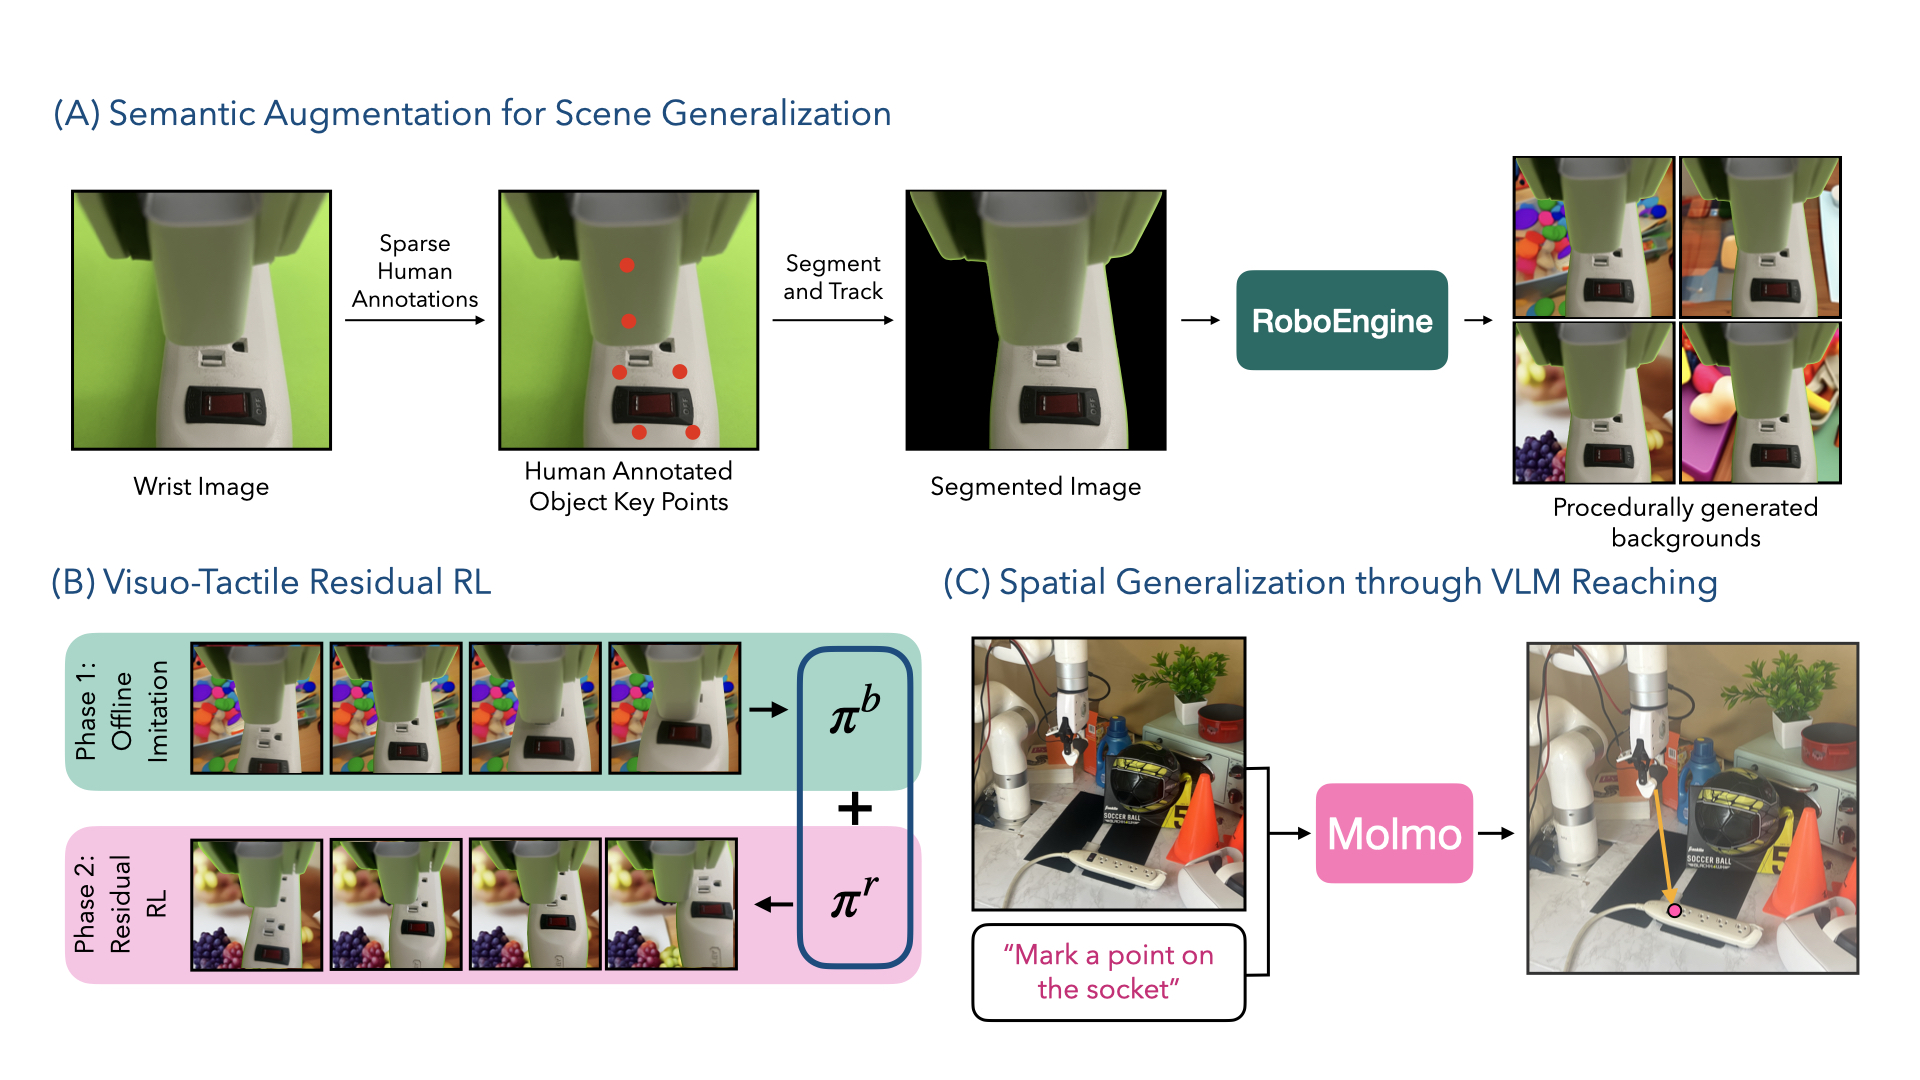 (A) Semantic Augmentation for Scene Generalization
Sparse
Human
Annotations
Segment
and Track
RoboEngine
Wrist Image
Human Annotated
Object Key Points
Segmented Image
Procedurally generated
backgrounds
(B) Visuo-Tactile Residual RL
Phase 1:
Offline
Imitation
π^b
+
Phase 2:
Residual
RL
π^r
(C) Spatial Generalization through VLM Reaching
SOCCER BALL
5
“Mark a point on
the socket”
Molmo
SOCCER BALL
5